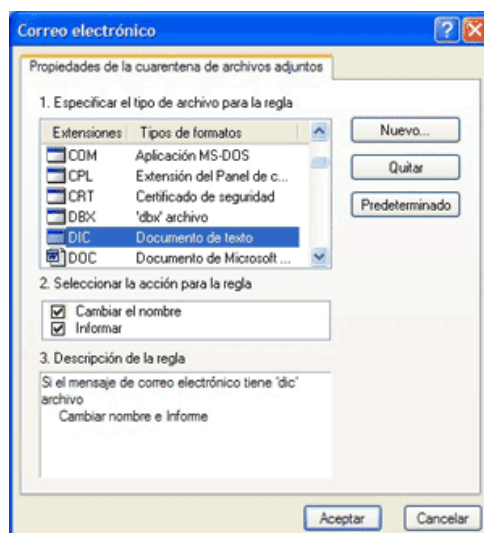 Correo electrónico
Propiedades de la cuarentena de archivos adjuntos
1. Especificar el tipo de archivo para la regla
Extensiones Tipos de formatos
COM Aplicación MS-DOS
CPL Extensión del Panel de c...
CRT Certificado de seguridad
DBX 'dbx' archivo
DIC Documento de texto
DOC Documento de Microsoft ...
Nuevo...
Quitar
Predeterminado
2. Seleccionar la acción para la regla
Cambiar el nombre
Informar
3. Descripción de la regla
Si el mensaje de correo electrónico tiene 'dic'
archivo
Cambiar nombre e Informe
Aceptar Cancelar